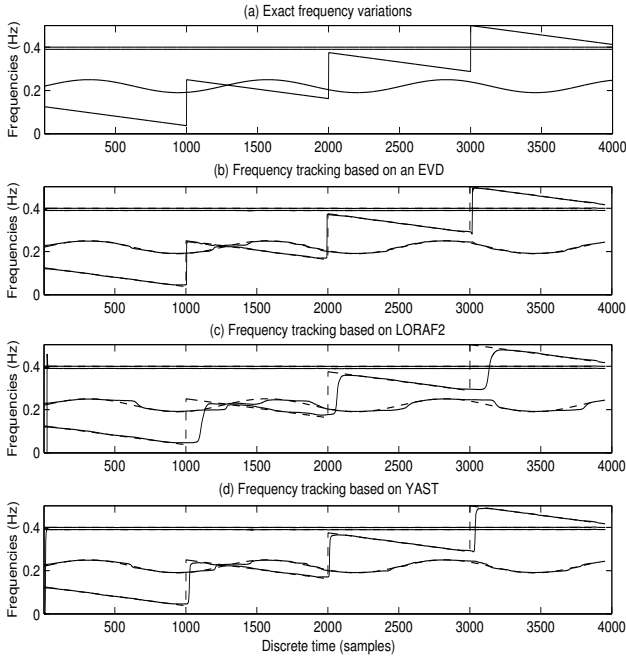 (a) Exact frequency variations
Frequencies (Hz)
0.4
0.2
0
500 1000 1500 2000 2500 3000 3500 4000
(b) Frequency tracking based on an EVD
Frequencies (Hz)
0.4
0.2
0
500 1000 1500 2000 2500 3000 3500 4000
(c) Frequency tracking based on LORAF2
Frequencies (Hz)
0.4
0.2
0
500 1000 1500 2000 2500 3000 3500 4000
(d) Frequency tracking based on YAST
Frequencies (Hz)
0.4
0.2
0
500 1000 1500 2000 2500 3000 3500 4000
Discrete time (samples)